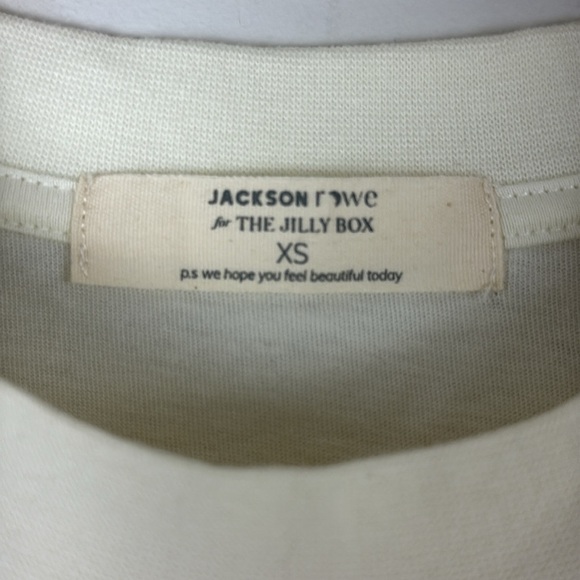 JACKSON rowe
for THE JILLY BOX
XS
p.s we hope you feel beautiful today